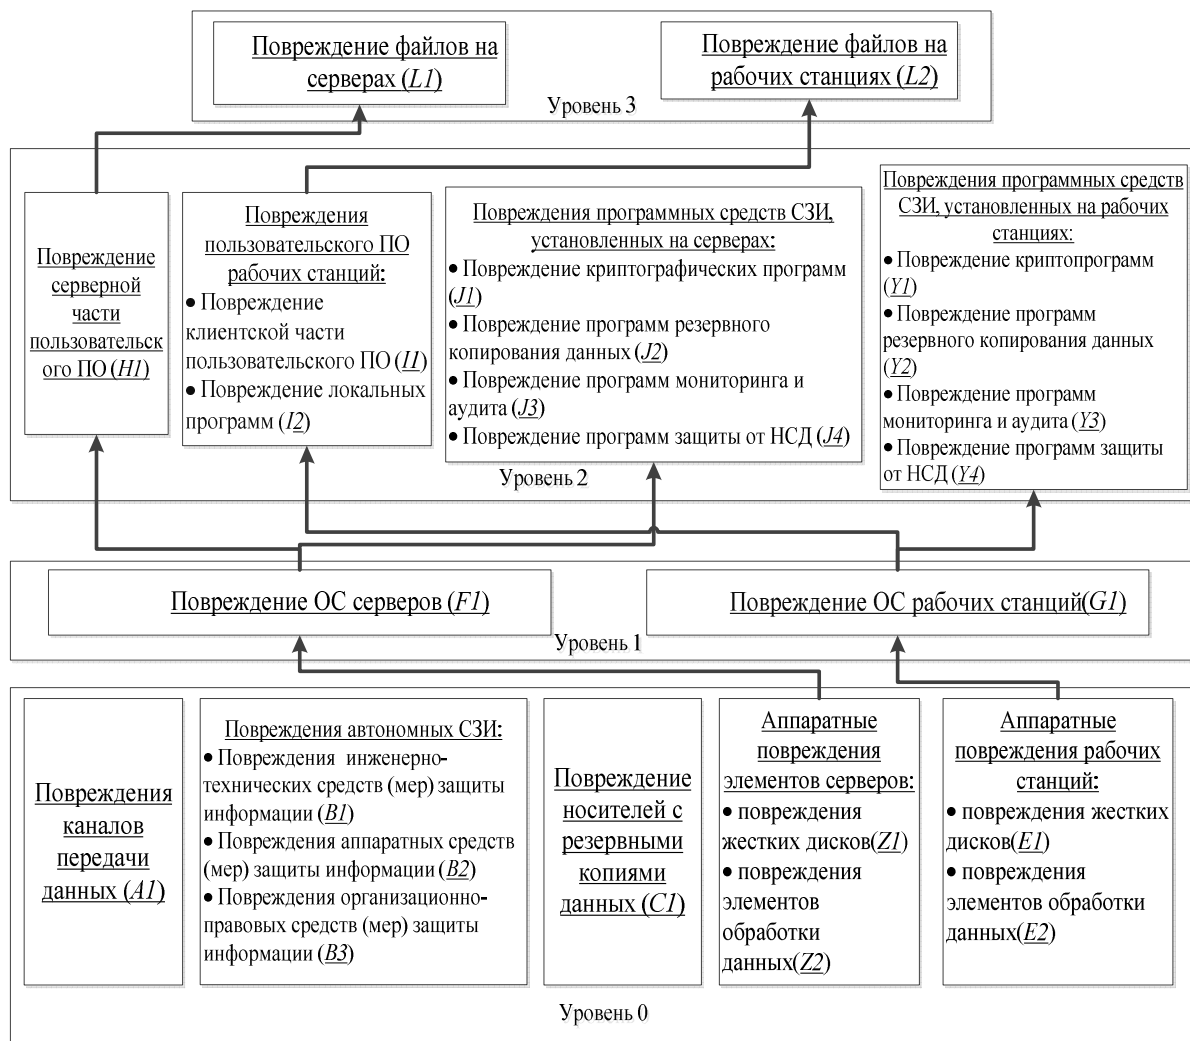 Повреждение файлов на
серверах (L1)
Повреждение файлов на
рабочих станциях (L2)
Уровень 3
Повреждение
серверной
части
пользовательск
ого ПО (H1)
Повреждения
пользовательского ПО
рабочих станций:
• Повреждение
клиентской части
пользовательского ПО (I1)
• Повреждение локальных
программ (I2)
Повреждения программных средств СЗИ,
установленных на серверах:
• Повреждение криптографических программ
(J1)
• Повреждение программ резервного
копирования данных (J2)
• Повреждение программ мониторинга и
аудита (J3)
• Повреждение программ защиты от НСД (J4)
Повреждения программных средств
СЗИ, установленных на рабочих
станциях:
• Повреждение криптопрограмм
(Y1)
• Повреждение программ
резервного копирования данных
(Y2)
• Повреждение программ
мониторинга и аудита (Y3)
• Повреждение программ защиты
от НСД (Y4)
Уровень 2
Повреждение ОС серверов (F1)
Повреждение ОС рабочих станций(G1)
Уровень 1
Повреждения
каналов
передачи
данных (A1)
Повреждения автономных СЗИ:
• Повреждения инженерно-
технических средств (мер) защиты
информации (B1)
• Повреждения аппаратных средств
(мер) защиты информации (B2)
• Повреждения организационно-
правовых средств (мер) защиты
информации (B3)
Повреждение
носителей с
резервными
копиями
данных (C1)
Аппаратные
повреждения
элементов серверов:
• повреждения
жестких дисков(Z1)
• повреждения
элементов
обработки
данных(Z2)
Аппаратные
повреждения рабочих
станций:
• повреждения жестких
дисков(E1)
• повреждения
элементов обработки
данных(E2)
Уровень 0